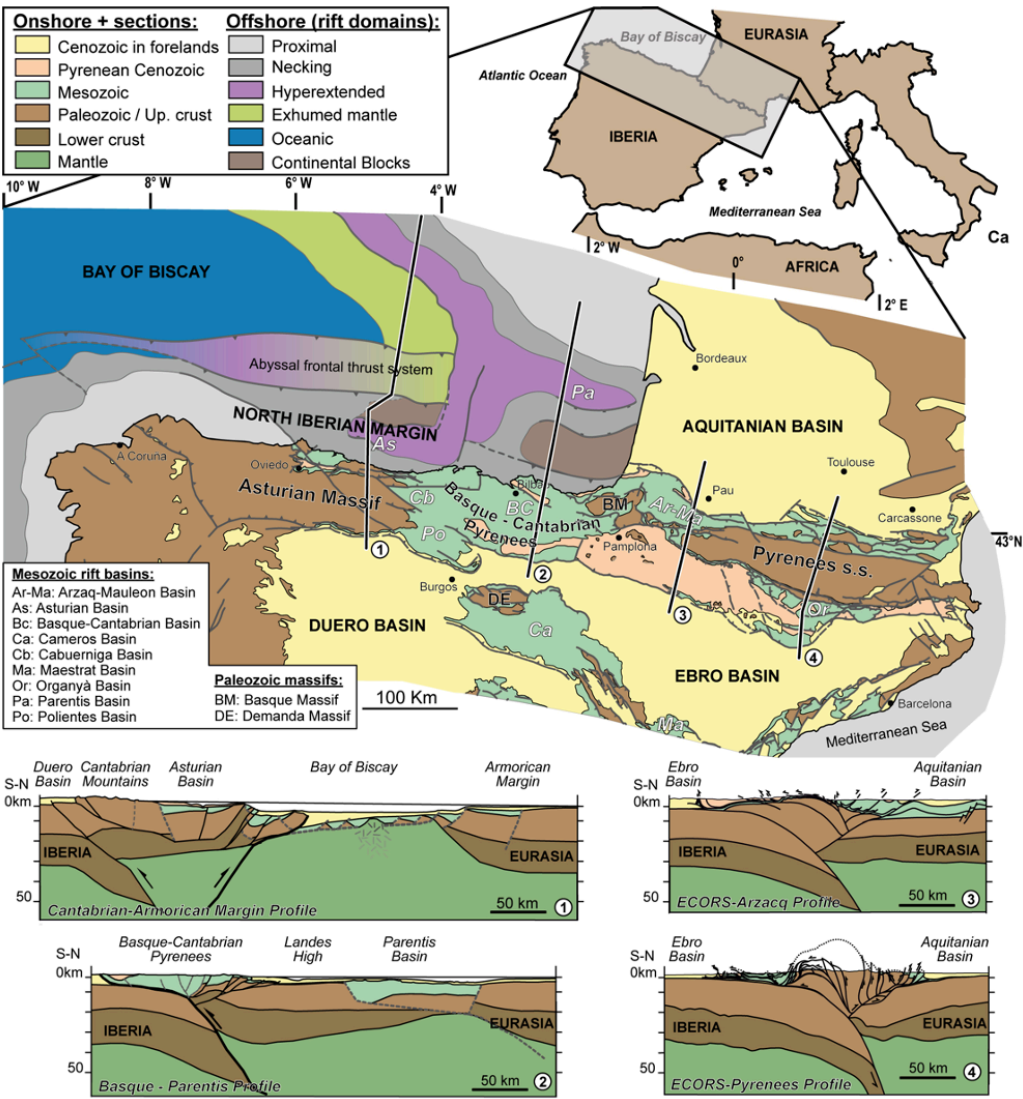 Onshore + sections:
Cenozoic in forelands
Pyrenean Cenozoic
Mesozoic
Paleozoic / Up. crust
Lower crust
Mantle
Offshore (rift domains):
Proximal
Necking
Hyperextended
Exhumed mantle
Oceanic
Continental Blocks
Bay of Biscay
EURASIA
Atlantic Ocean
IBERIA
Mediterranean Sea
AFRICA
Ca
10° W
8° W
6° W
4° W
2° W
0°
2° E
43°N
BAY OF BISCAY
Abyssal frontal thrust system
NORTH IBERIAN MARGIN
As
Pa
Bordeaux
AQUITANIAN BASIN
Toulouse
A Coruna
Oviedo
Asturian Massif
Cb
Po
Bilba
BC
Basque - Cantabrian
Pyrenees
BM
Ar-Ma
Pau
Carcassone
Pamplona
Pyrenees s.s.
Or
1
2
3
4
Burgos
DE
DUERO BASIN
Ca
EBRO BASIN
Ma
Barcelona
Mediterranean Sea
100 Km
Mesozoic rift basins:
Ar-Ma: Arzaq-Mauleon Basin
As: Asturian Basin
Bc: Basque-Cantabrian Basin
Ca: Cameros Basin
Cb: Cabuerniga Basin
Ma: Maestrat Basin
Or: Organyà Basin
Pa: Parentis Basin
Po: Polientes Basin
Paleozoic massifs:
BM: Basque Massif
DE: Demanda Massif
Duero
Basin
Cantabrian
Mountains
Asturian
Basin
Bay of Biscay
Armorican
Margin
S-N
0km
50
IBERIA
EURASIA
Cantabrian-Armorican Margin Profile
50 km
1
Ebro
Basin
Aquitanian
Basin
S-N
0km
50
IBERIA
EURASIA
ECORS-Arzacq Profile
50 km
3
Basque-Cantabrian
Pyrenees
Landes
High
Parentis
Basin
S-N
0km
50
IBERIA
EURASIA
Basque - Parentis Profile
50 km
2
Ebro
Basin
Aquitanian
Basin
S-N
0km
50
IBERIA
EURASIA
ECORS-Pyrenees Profile
50 km
4